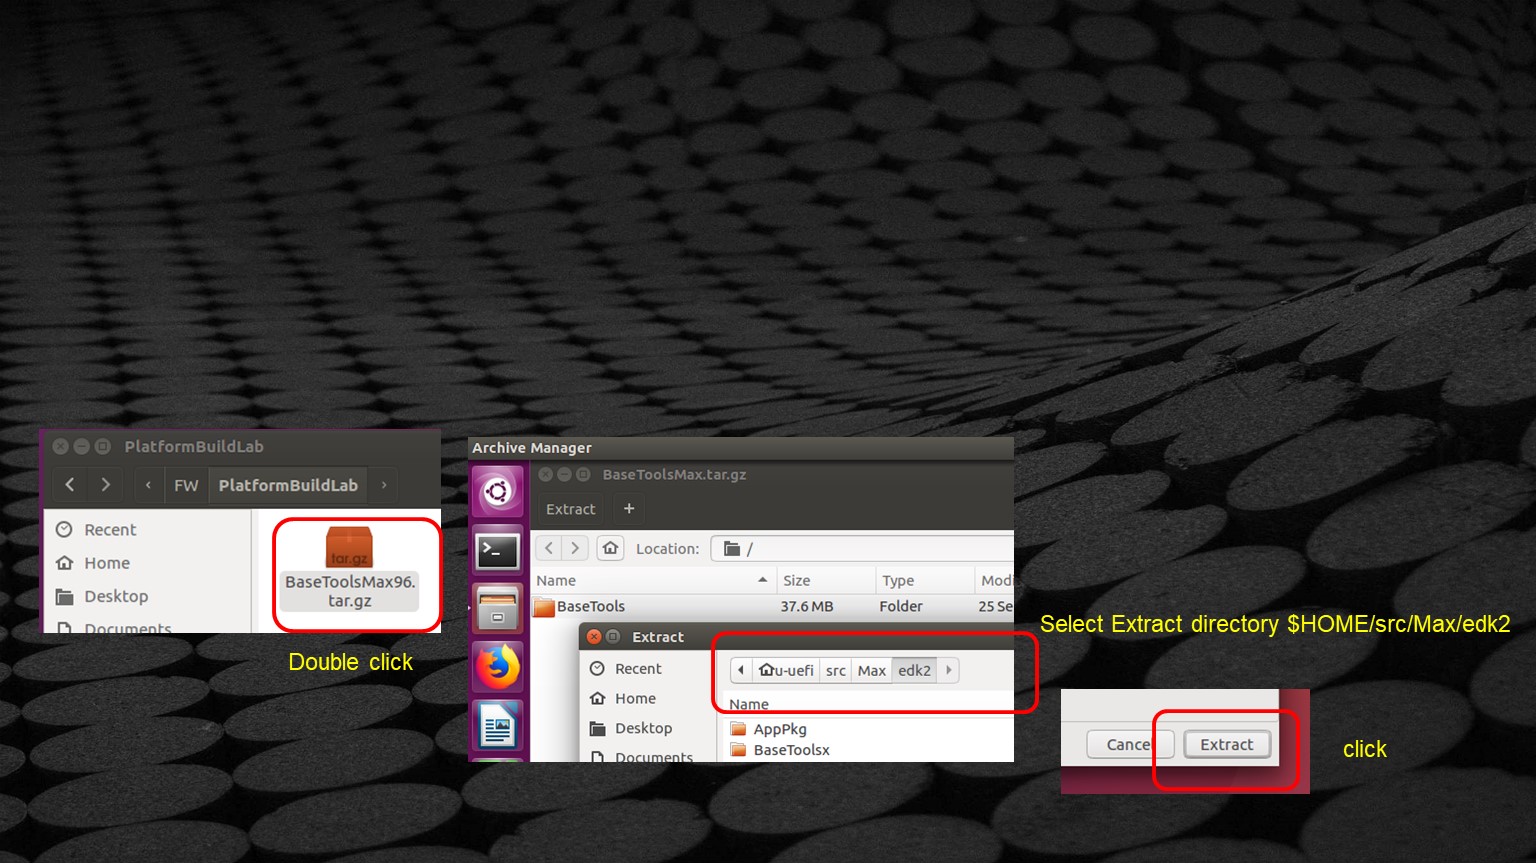 PlatformBuildLab
FW
PlatformBuildLab
Recent
Home
Desktop
Documents
tar.gz
BaseToolsMax96.
tar.gz
Double click
Archive Manager
BaseToolsMax.tar.gz
Extract +
Location: /
Name Size Type Modi
BaseTools 37.6 MB Folder 25 Se
Extract
Recent
Home
Desktop
Documents
u-uefi src Max edk2
Name
AppPkg
BaseToolsx
Select Extract directory $HOME/src/Max/edk2
Cancel Extract
click